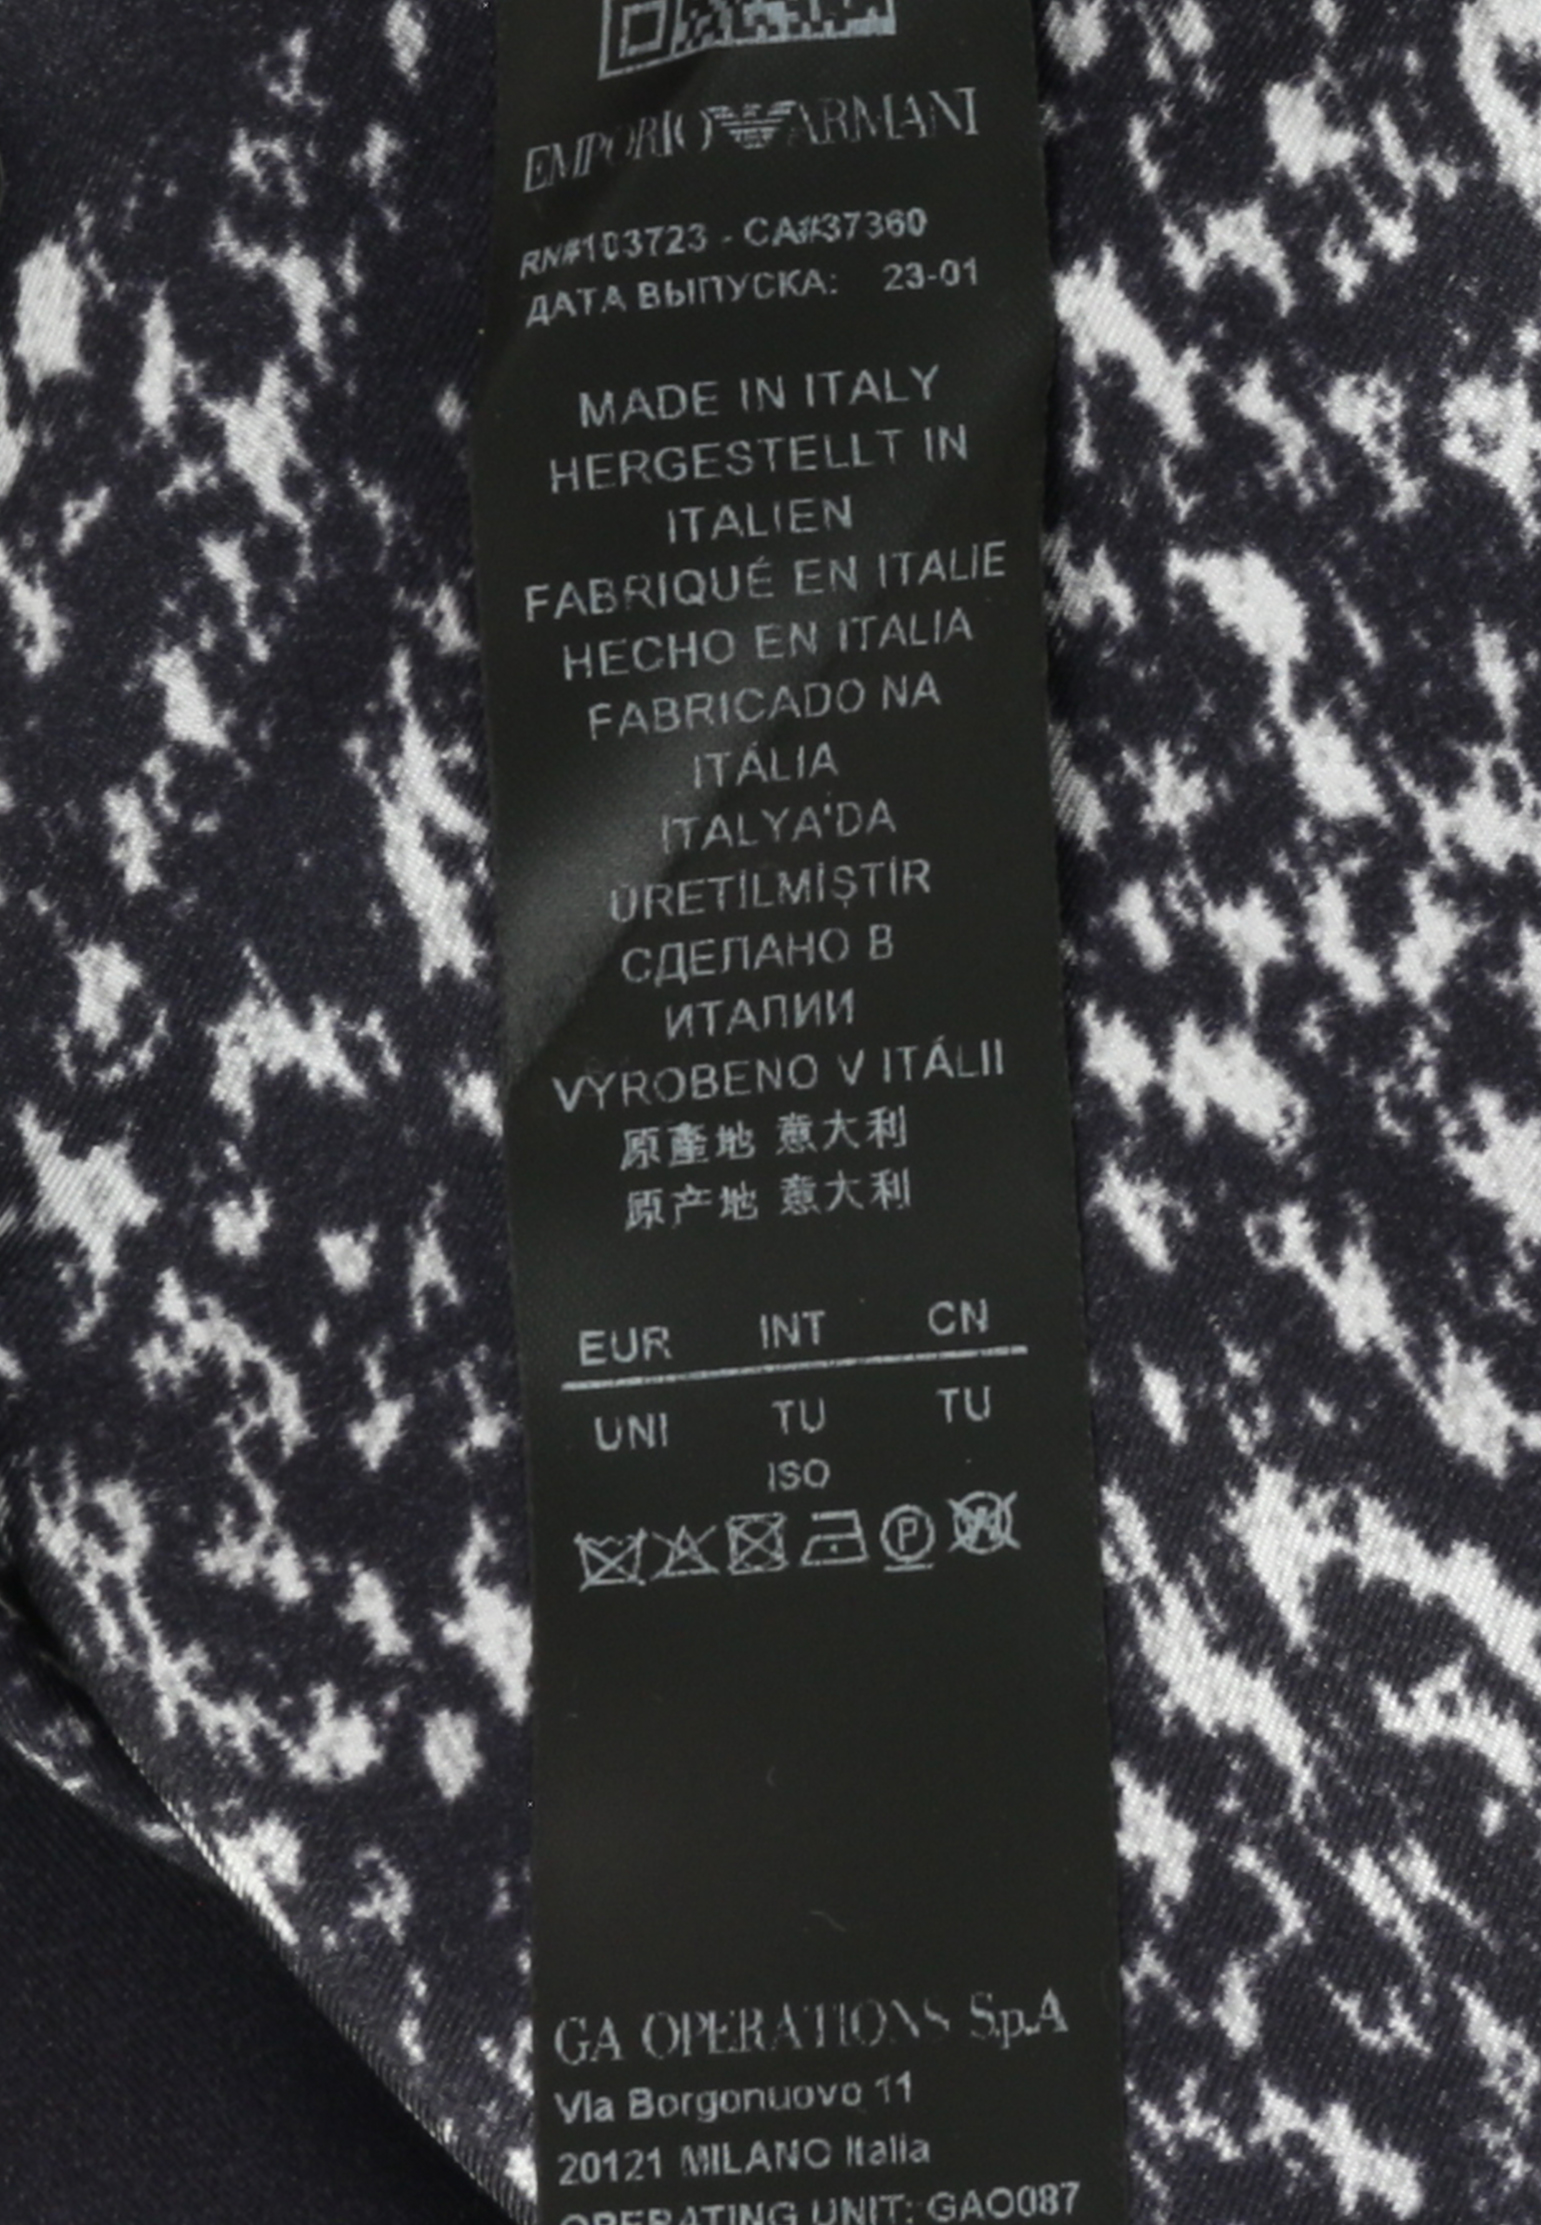 EMPORIO ARMANI
RN#103723 - CA#37360
ДАТА ВЫПУСКА: 23-01
MADE IN ITALY
HERGESTELLT IN
ITALIEN
FABRIQUÉ EN ITALIE
HECHO EN ITALIA
FABRICADO NA
ITÁLIA
İTALYA'DA
ÜRETİLMİŞTİR
СДЕЛАНО В
ИТАЛИИ
VYROBENO V ITÁLII
原產地 意大利
原产地 意大利
EUR INT CN
UNI TU TU
ISO
P
W
GA OPERATIONS S.p.A
Via Borgonuovo 11
20121 MILANO Italia
OPERATING UNIT: GAO087